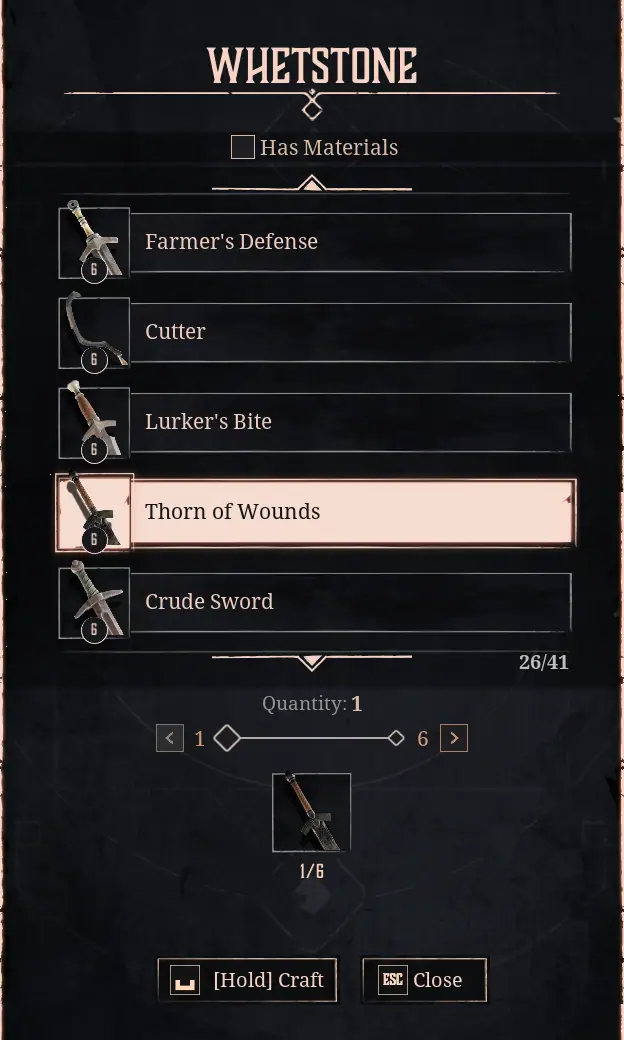 WHETSTONE
Has Materials
Farmer's Defense
6
Cutter
6
Lurker's Bite
6
Thorn of Wounds
6
Crude Sword
6
26/41
Quantity: 1
1 6
1/6
[Hold] Craft ESC Close